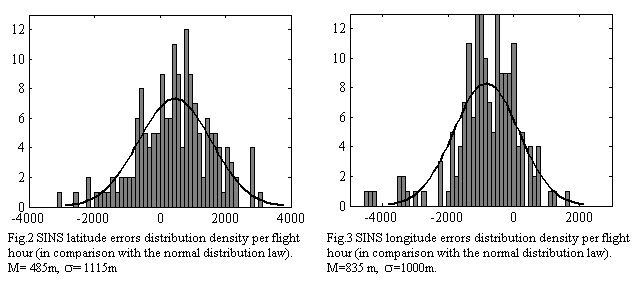 12
10
8
6
4
2
0
-4000 -2000 0 2000 4000
Fig.2 SINS latitude errors distribution density per flight
hour (in comparison with the normal distribution law).
M= 485m, σ= 1115m
12
10
8
6
4
2
0
-4000 -2000 0 2000
Fig.3 SINS longitude errors distribution density per flight
hour (in comparison with the normal distribution law).
M=835 m, σ=1000m.